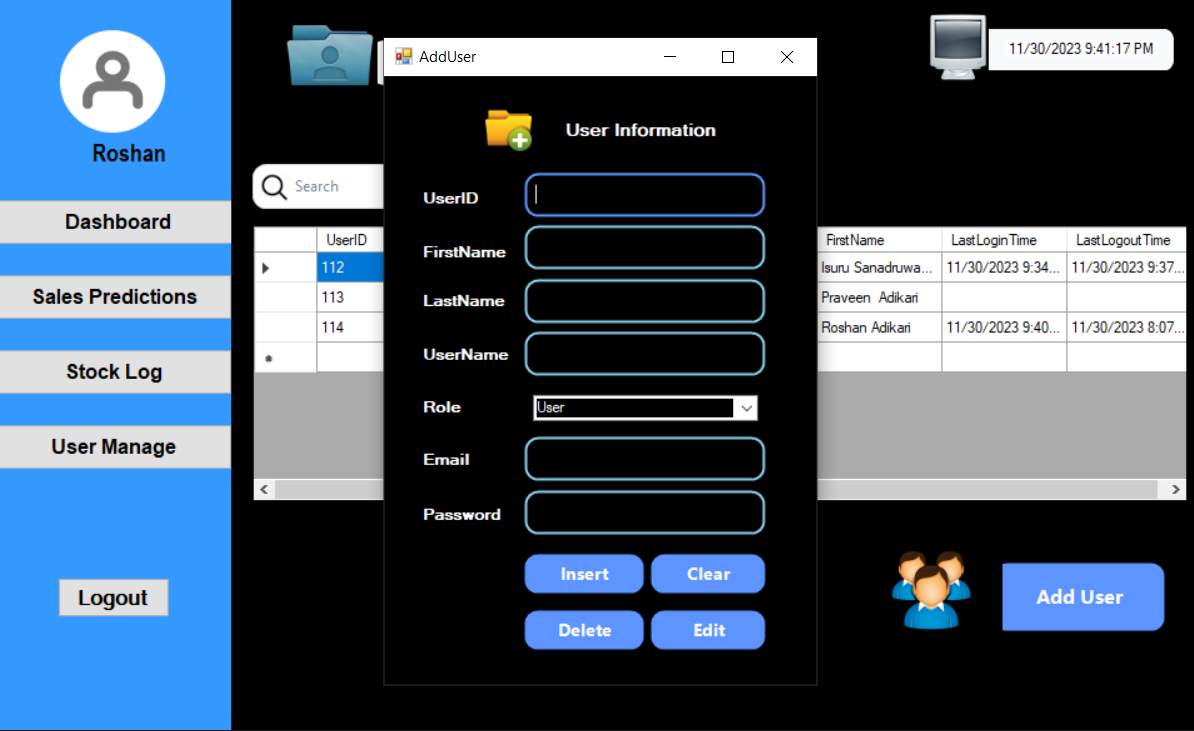 Roshan
Dashboard
Sales Predictions
Stock Log
User Manage
Logout
11/30/2023 9:41:17 PM
Search
UserID
112
113
114
AddUser
User Information
UserID
FirstName
LastName
UserName
Role
User
Email
Password
Insert Clear
Delete Edit
FirstName LastLoginTime LastLogoutTime
Isuru Sanadruwa... 11/30/2023 9:34... 11/30/2023 9:37...
Praveen Adikari
Roshan Adikari 11/30/2023 9:40... 11/30/2023 8:07...
Add User